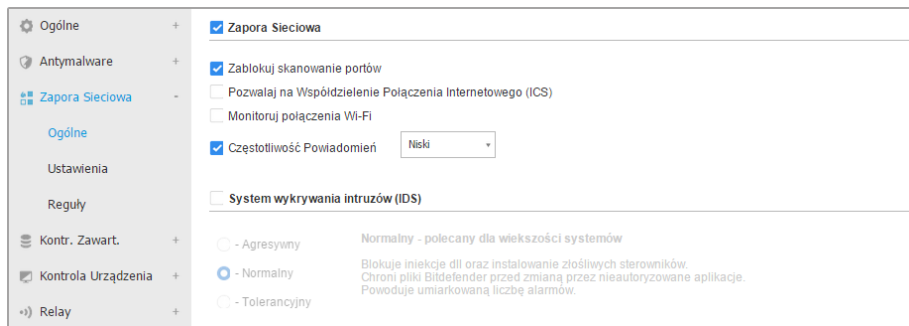 Ogólne +
Antymalware +
Zapora Sieciowa -
Ogólne
Ustawienia
Reguły
Kontr. Zawart. +
Kontrola Urządzenia +
Relay +
Zapora Sieciowa
Zablokuj skanowanie portów
Pozwalaj na Współdzielenie Połączenia Internetowego (ICS)
Monitoruj połączenia Wi-Fi
Częstotliwość Powiadomień Niski
System wykrywania intruzów (IDS)
- Agresywny
- Normalny
- Tolerancyjny
Normalny - polecany dla wiekszości systemów
Blokuje iniekcje dll oraz instalowanie złośliwych sterowników.
Chroni pliki Bitdefender przed zmianą przez nieautoryzowane aplikacje.
Powoduje umiarkowaną liczbę alarmów.